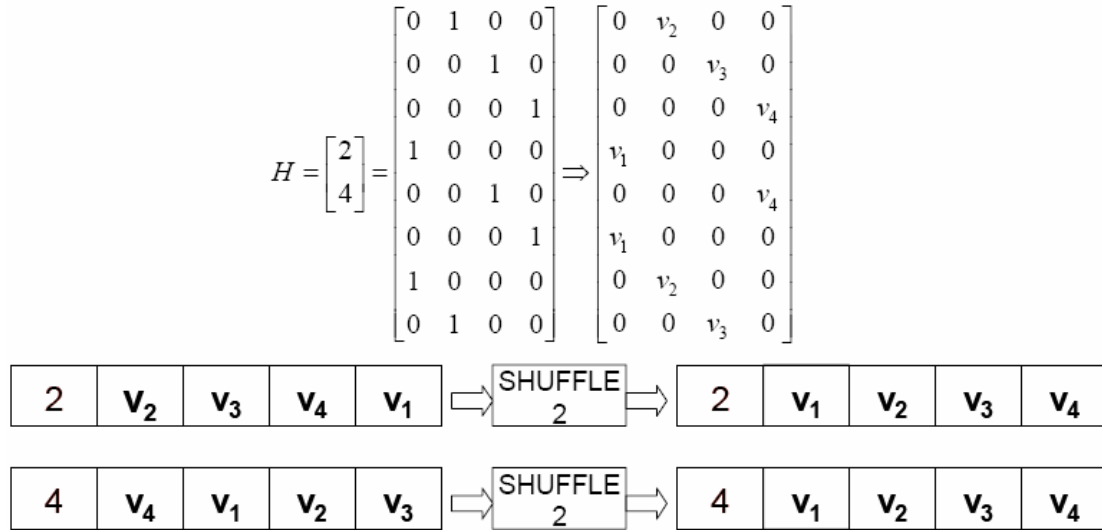 0 1 0 0 0 v₂ 0 0
0 0 1 0 0 0 v₃ 0
0 0 0 1 0 0 0 v₄
1 0 0 0 v₁ 0 0 0
H = [2 4] = ⇒
0 0 1 0 0 0 0 v₄
0 0 0 1 v₁ 0 0 0
1 0 0 0 0 v₂ 0 0
0 1 0 0 0 0 v₃ 0
2 v₂ v₃ v₄ v₁ SHUFFLE 2 v₁ v₂ v₃ v₄
2
4 v₄ v₁ v₂ v₃ SHUFFLE 4 v₁ v₂ v₃ v₄
2